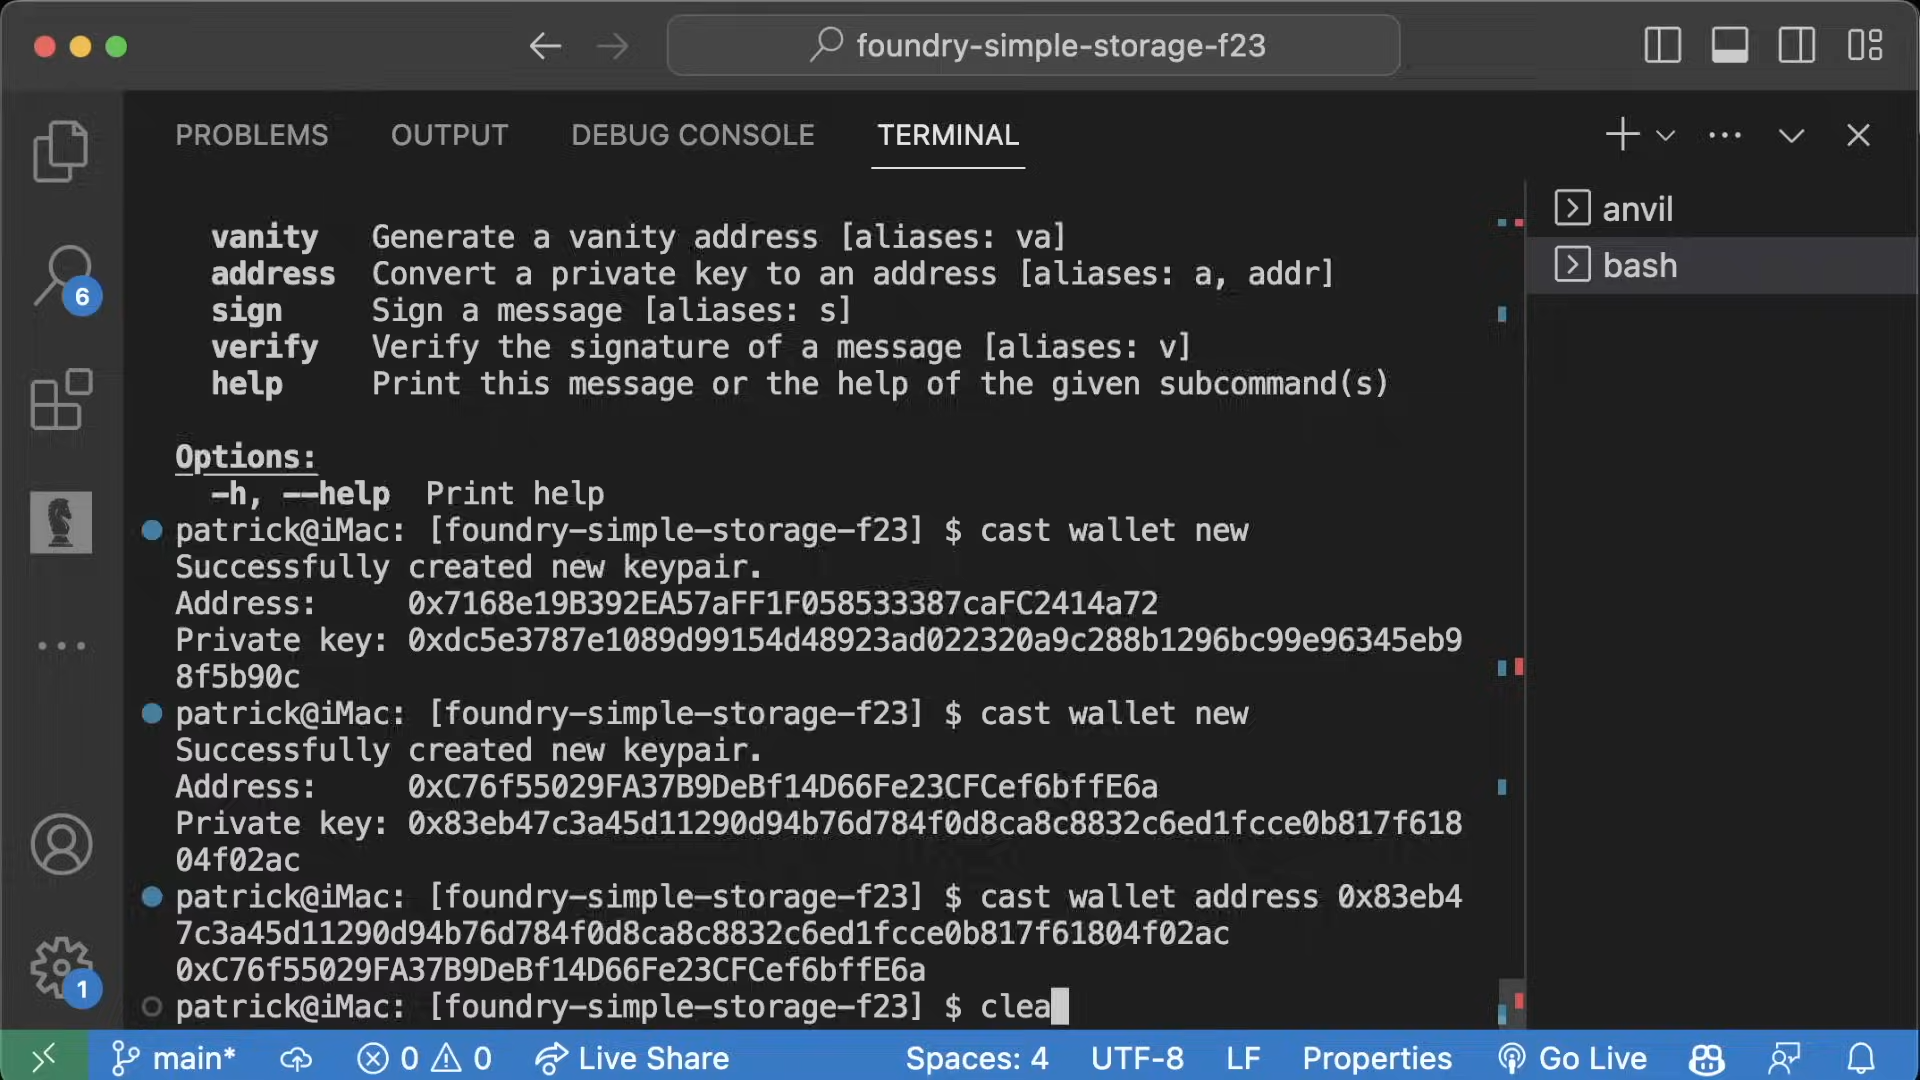 foundry-simple-storage-f23
PROBLEMS OUTPUT DEBUG CONSOLE TERMINAL
anvil
bash
6
1
vanity Generate a vanity address [aliases: va]
address Convert a private key to an address [aliases: a, addr]
sign Sign a message [aliases: s]
verify Verify the signature of a message [aliases: v]
help Print this message or the help of the given subcommand(s)
Options:
-h, --help Print help
patrick@iMac: [foundry-simple-storage-f23] $ cast wallet new
Successfully created new keypair.
Address: 0x7168e19B392EA57aFF1F058533387caFC2414a72
Private key: 0xdc5e3787e1089d99154d48923ad022320a9c288b1296bc99e96345eb9
8f5b90c
patrick@iMac: [foundry-simple-storage-f23] $ cast wallet new
Successfully created new keypair.
Address: 0xC76f55029FA37B9DeBf14D66Fe23CFCef6bffE6a
Private key: 0x83eb47c3a45d11290d94b76d784f0d8ca8c8832c6ed1fcce0b817f618
04f02ac
patrick@iMac: [foundry-simple-storage-f23] $ cast wallet address 0x83eb4
7c3a45d11290d94b76d784f0d8ca8c8832c6ed1fcce0b817f61804f02ac
0xC76f55029FA37B9DeBf14D66Fe23CFCef6bffE6a
patrick@iMac: [foundry-simple-storage-f23] $ clea
main* 0 0 Live Share Spaces: 4 UTF-8 LF Properties Go Live